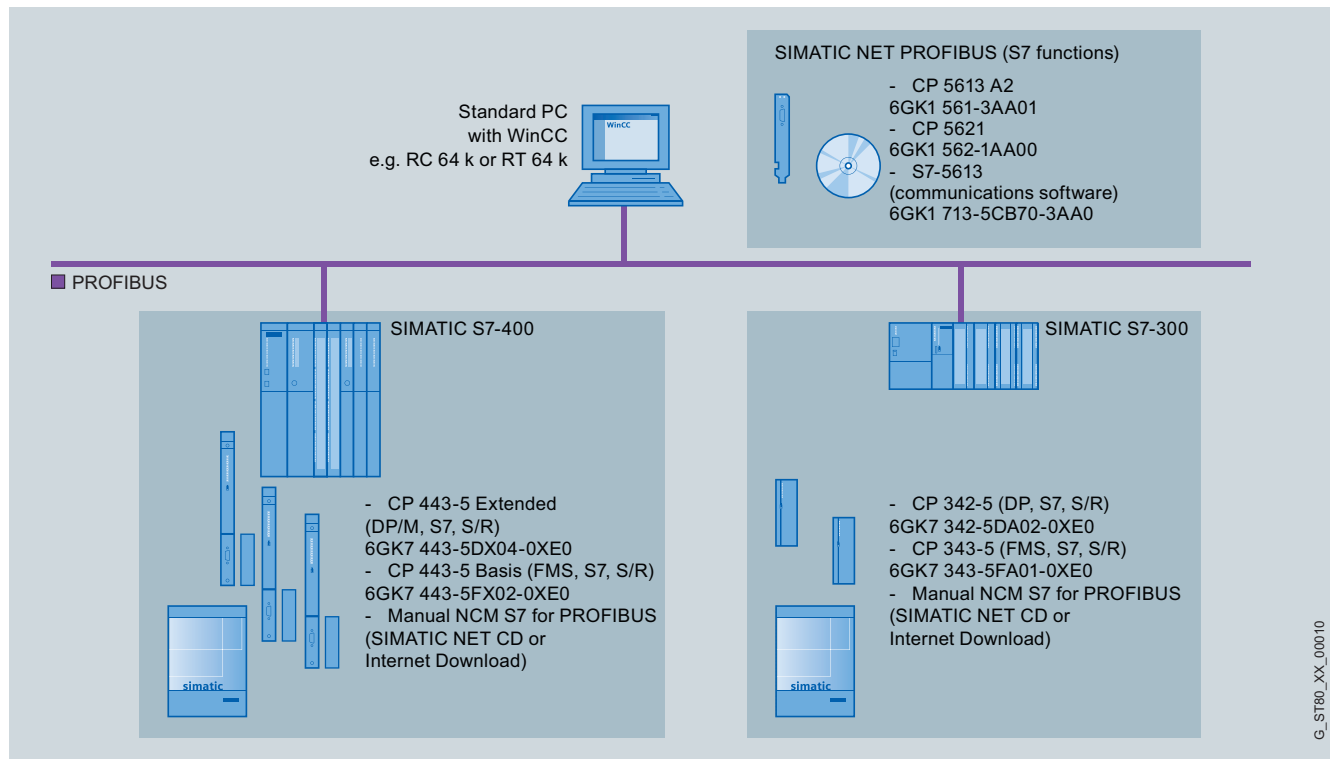 SIMATIC NET PROFIBUS (S7 functions)
- CP 5613 A2
6GK1 561-3AA01
- CP 5621
6GK1 562-1AA00
- S7-5613
(communications software)
6GK1 713-5CB70-3AA0
Standard PC
with WinCC
e.g. RC 64 k or RT 64 k
WinCC
PROFIBUS
SIMATIC S7-400
- CP 443-5 Extended
(DP/M, S7, S/R)
6GK7 443-5DX04-0XE0
- CP 443-5 Basis (FMS, S7, S/R)
6GK7 443-5FX02-0XE0
- Manual NCM S7 for PROFIBUS
(SIMATIC NET CD or
Internet Download)
simatic
SIMATIC S7-300
- CP 342-5 (DP, S7, S/R)
6GK7 342-5DA02-0XE0
- CP 343-5 (FMS, S7, S/R)
6GK7 343-5FA01-0XE0
- Manual NCM S7 for PROFIBUS
(SIMATIC NET CD or
Internet Download)
simatic
G_ST80_XX_00010